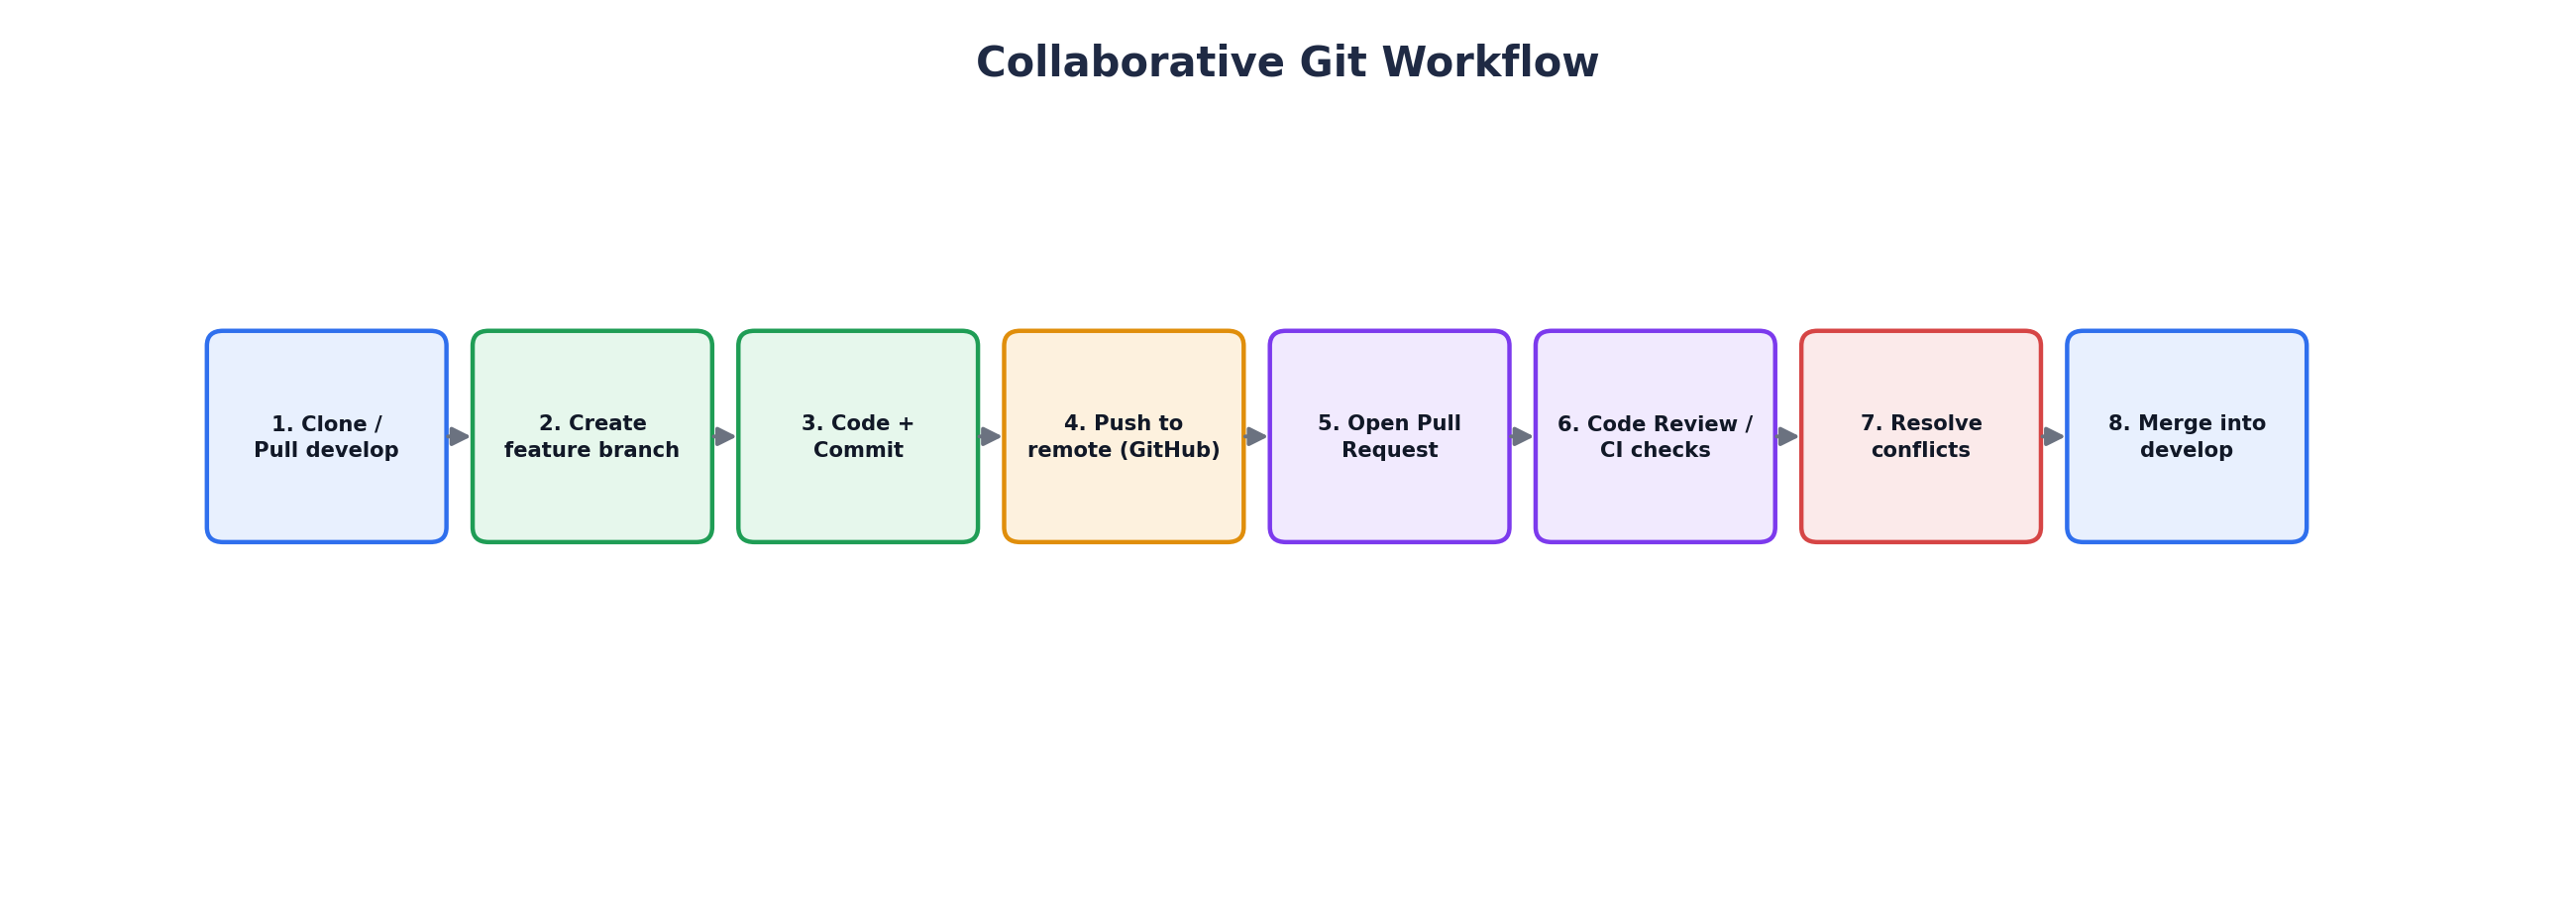 Collaborative Git Workflow
1. Clone /
Pull develop
2. Create
feature branch
3. Code +
Commit
4. Push to
remote (GitHub)
5. Open Pull
Request
6. Code Review /
CI checks
7. Resolve
conflicts
8. Merge into
develop